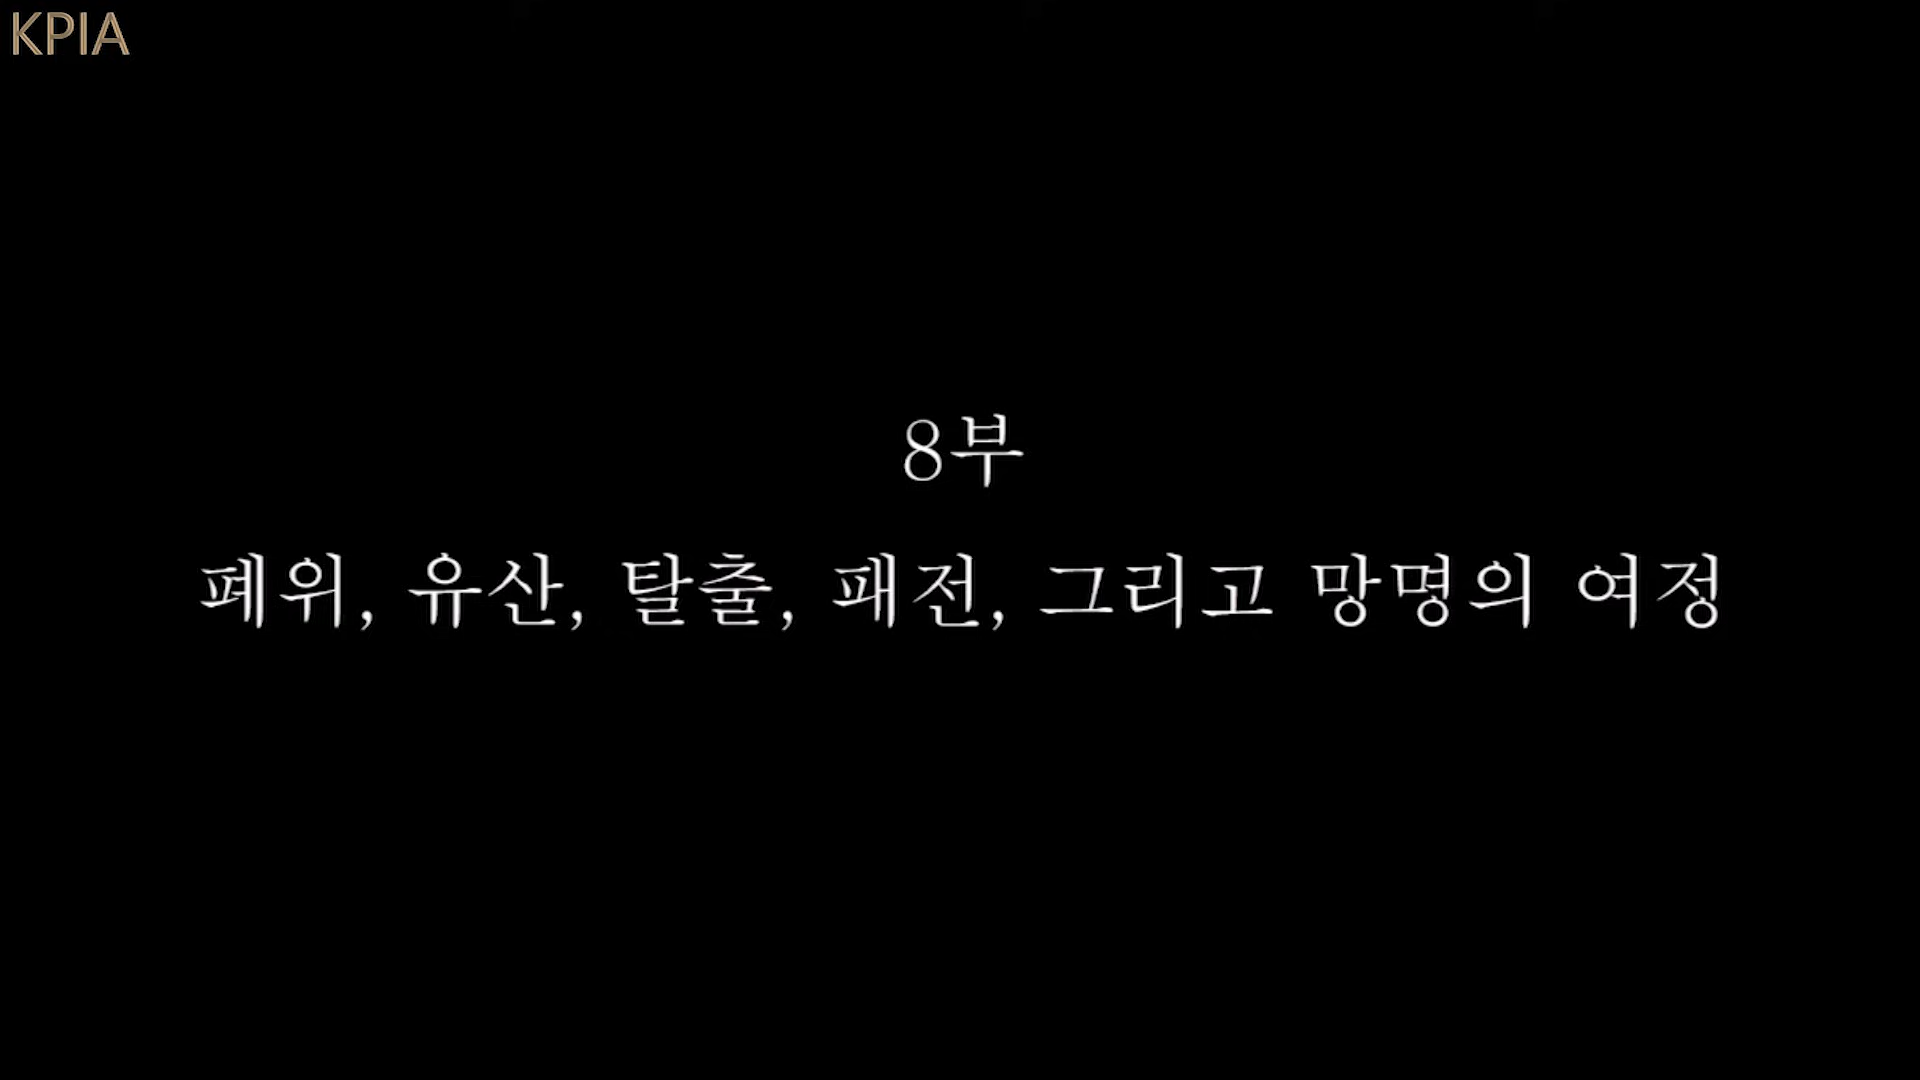 KPIA
8부
폐위, 유산, 탈출, 패전, 그리고 망명의 여정